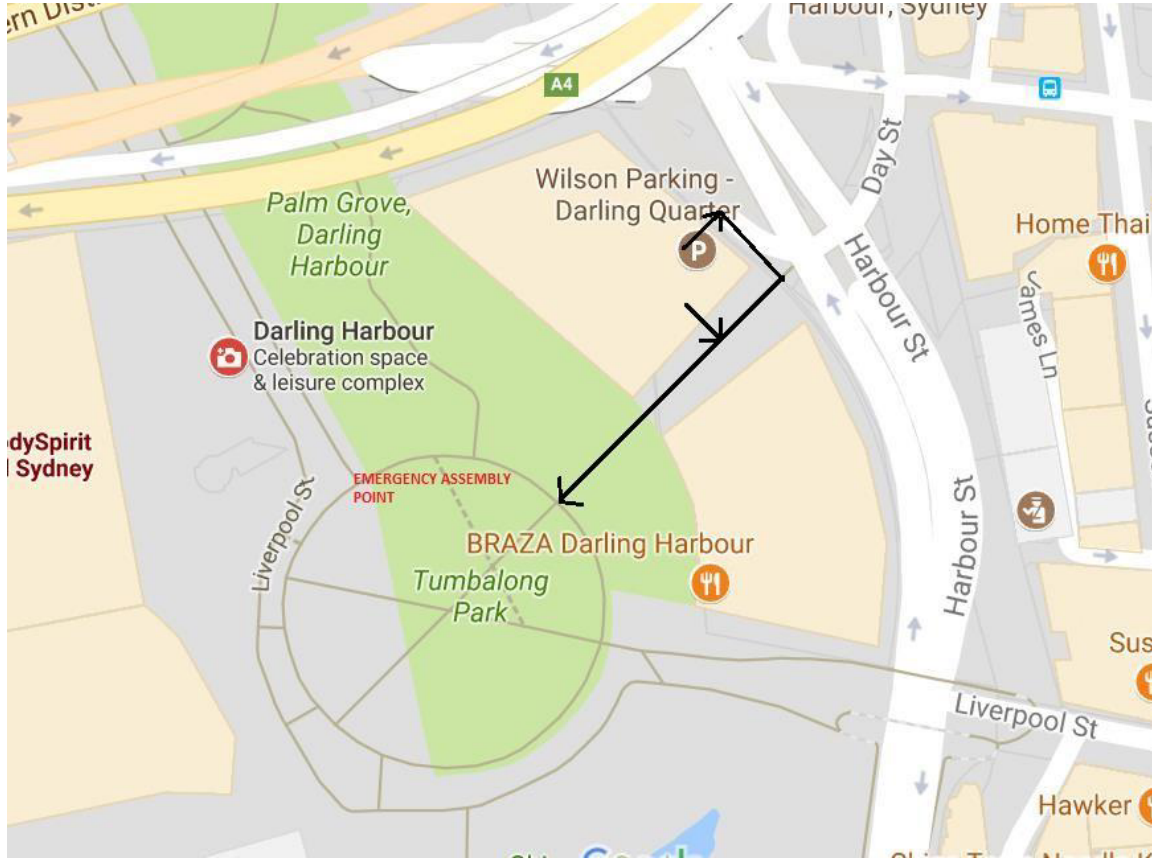 Harbour, Sydney
A4
Day St
Wilson Parking -
Darling Quarter
P
Palm Grove,
Darling
Harbour
Home Thai
Harbour St
James Ln
Darling Harbour
Celebration space
& leisure complex
dySpirit
Sydney
EMERGENCY ASSEMBLY
POINT
Liverpool St
BRAZA Darling Harbour
Harbour St
Tumbalong
Park
Sus
Liverpool St
Hawker